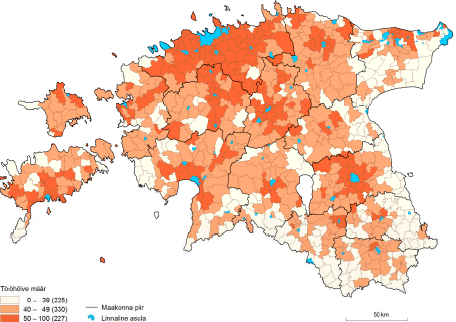 Tööhõive määr
0 – 39 (225)
40 – 49 (330)
50 – 100 (227)
Maakonna piir
Linnaline asula
50 km